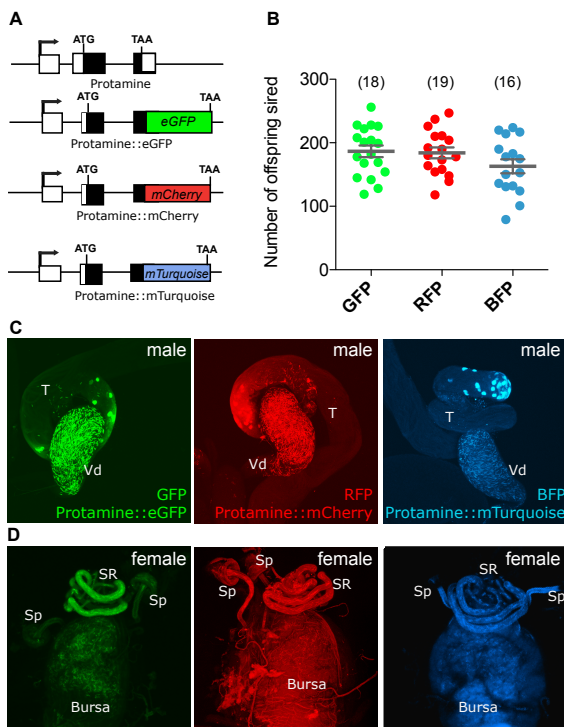 A
ATG TAA
Protamine
ATG TAA
eGFP
Protamine::eGFP
ATG TAA
mCherry
Protamine::mCherry
ATG TAA
mTurquoise
Protamine::mTurquoise
B
(18) (19) (16)
Number of offspring sired
300
200
100
0
GFP RFP BFP
C
male
T
Vd
GFP
Protamine::eGFP
male
T
Vd
RFP
Protamine::mCherry
male
T
Vd
BFP
Protamine::mTurquoise
D
female
SR
Sp
Sp
Bursa
female
Sp
SR
Sp
Bursa
female
SR
Sp
Sp
Bursa